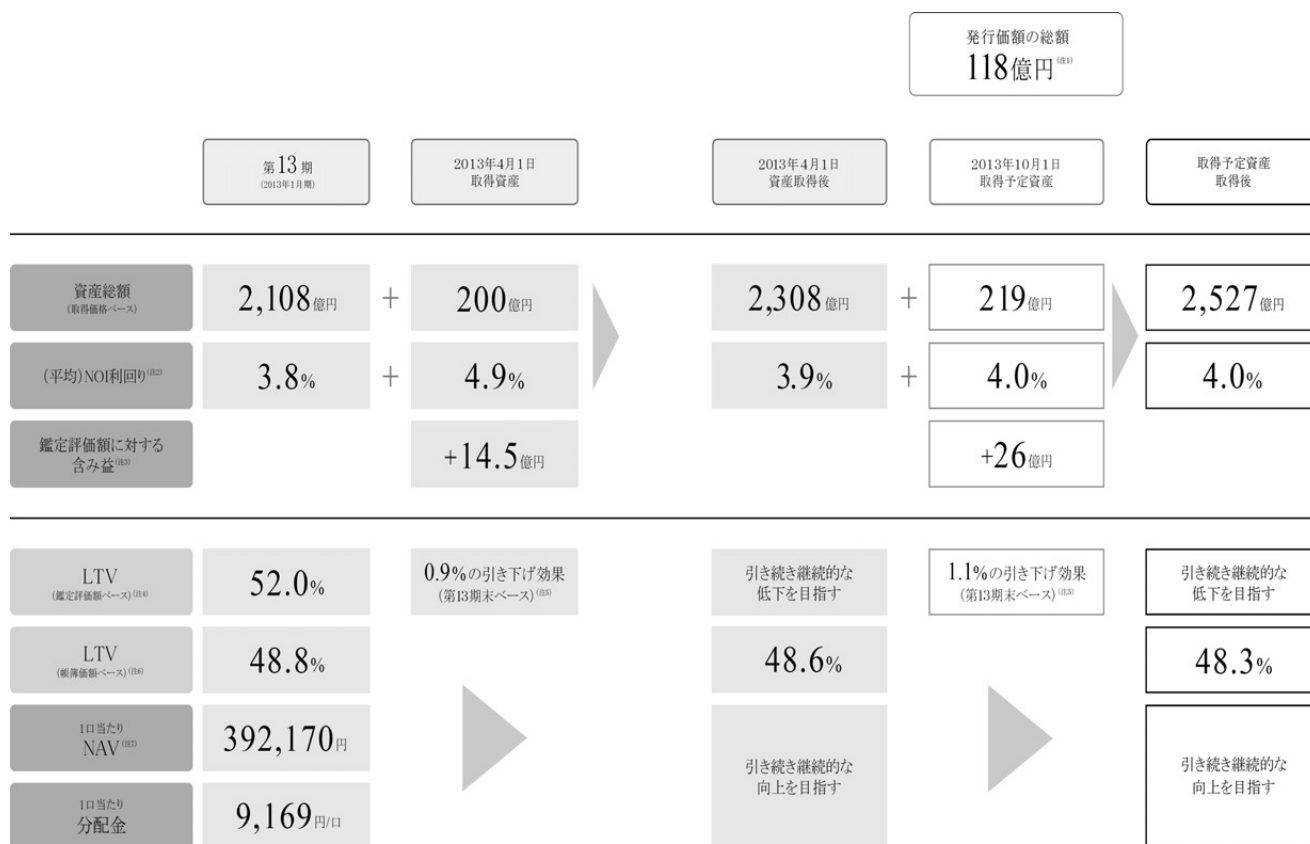 発行価額の総額
118億円(注1)
第13期
(2013年1月期)
2013年4月1日
取得資産
2013年4月1日
資産取得後
2013年10月1日
取得予定資産
取得予定資産
取得後
資産総額
(取得価格ベース)
2,108億円 + 200億円 2,308億円 + 219億円 2,527億円
(平均)NOI利回り(注2) 3.8% + 4.9% 3.9% + 4.0% 4.0%
鑑定評価額に対する
含み益(注3)
+14.5億円 +26億円
LTV
(鑑定評価額ベース)(注4)
52.0%
0.9%の引き下げ効果
(第13期末ベース)(注5)
引き続き継続的な
低下を目指す
1.1%の引き下げ効果
(第13期末ベース)(注5)
引き続き継続的な
低下を目指す
LTV
(帳簿価額ベース)(注6)
48.8% 48.6% 48.3%
1口当たり
NAV(注7)
392,170円
引き続き継続的な
向上を目指す
引き続き継続的な
向上を目指す
1口当たり
分配金
9,169円/口